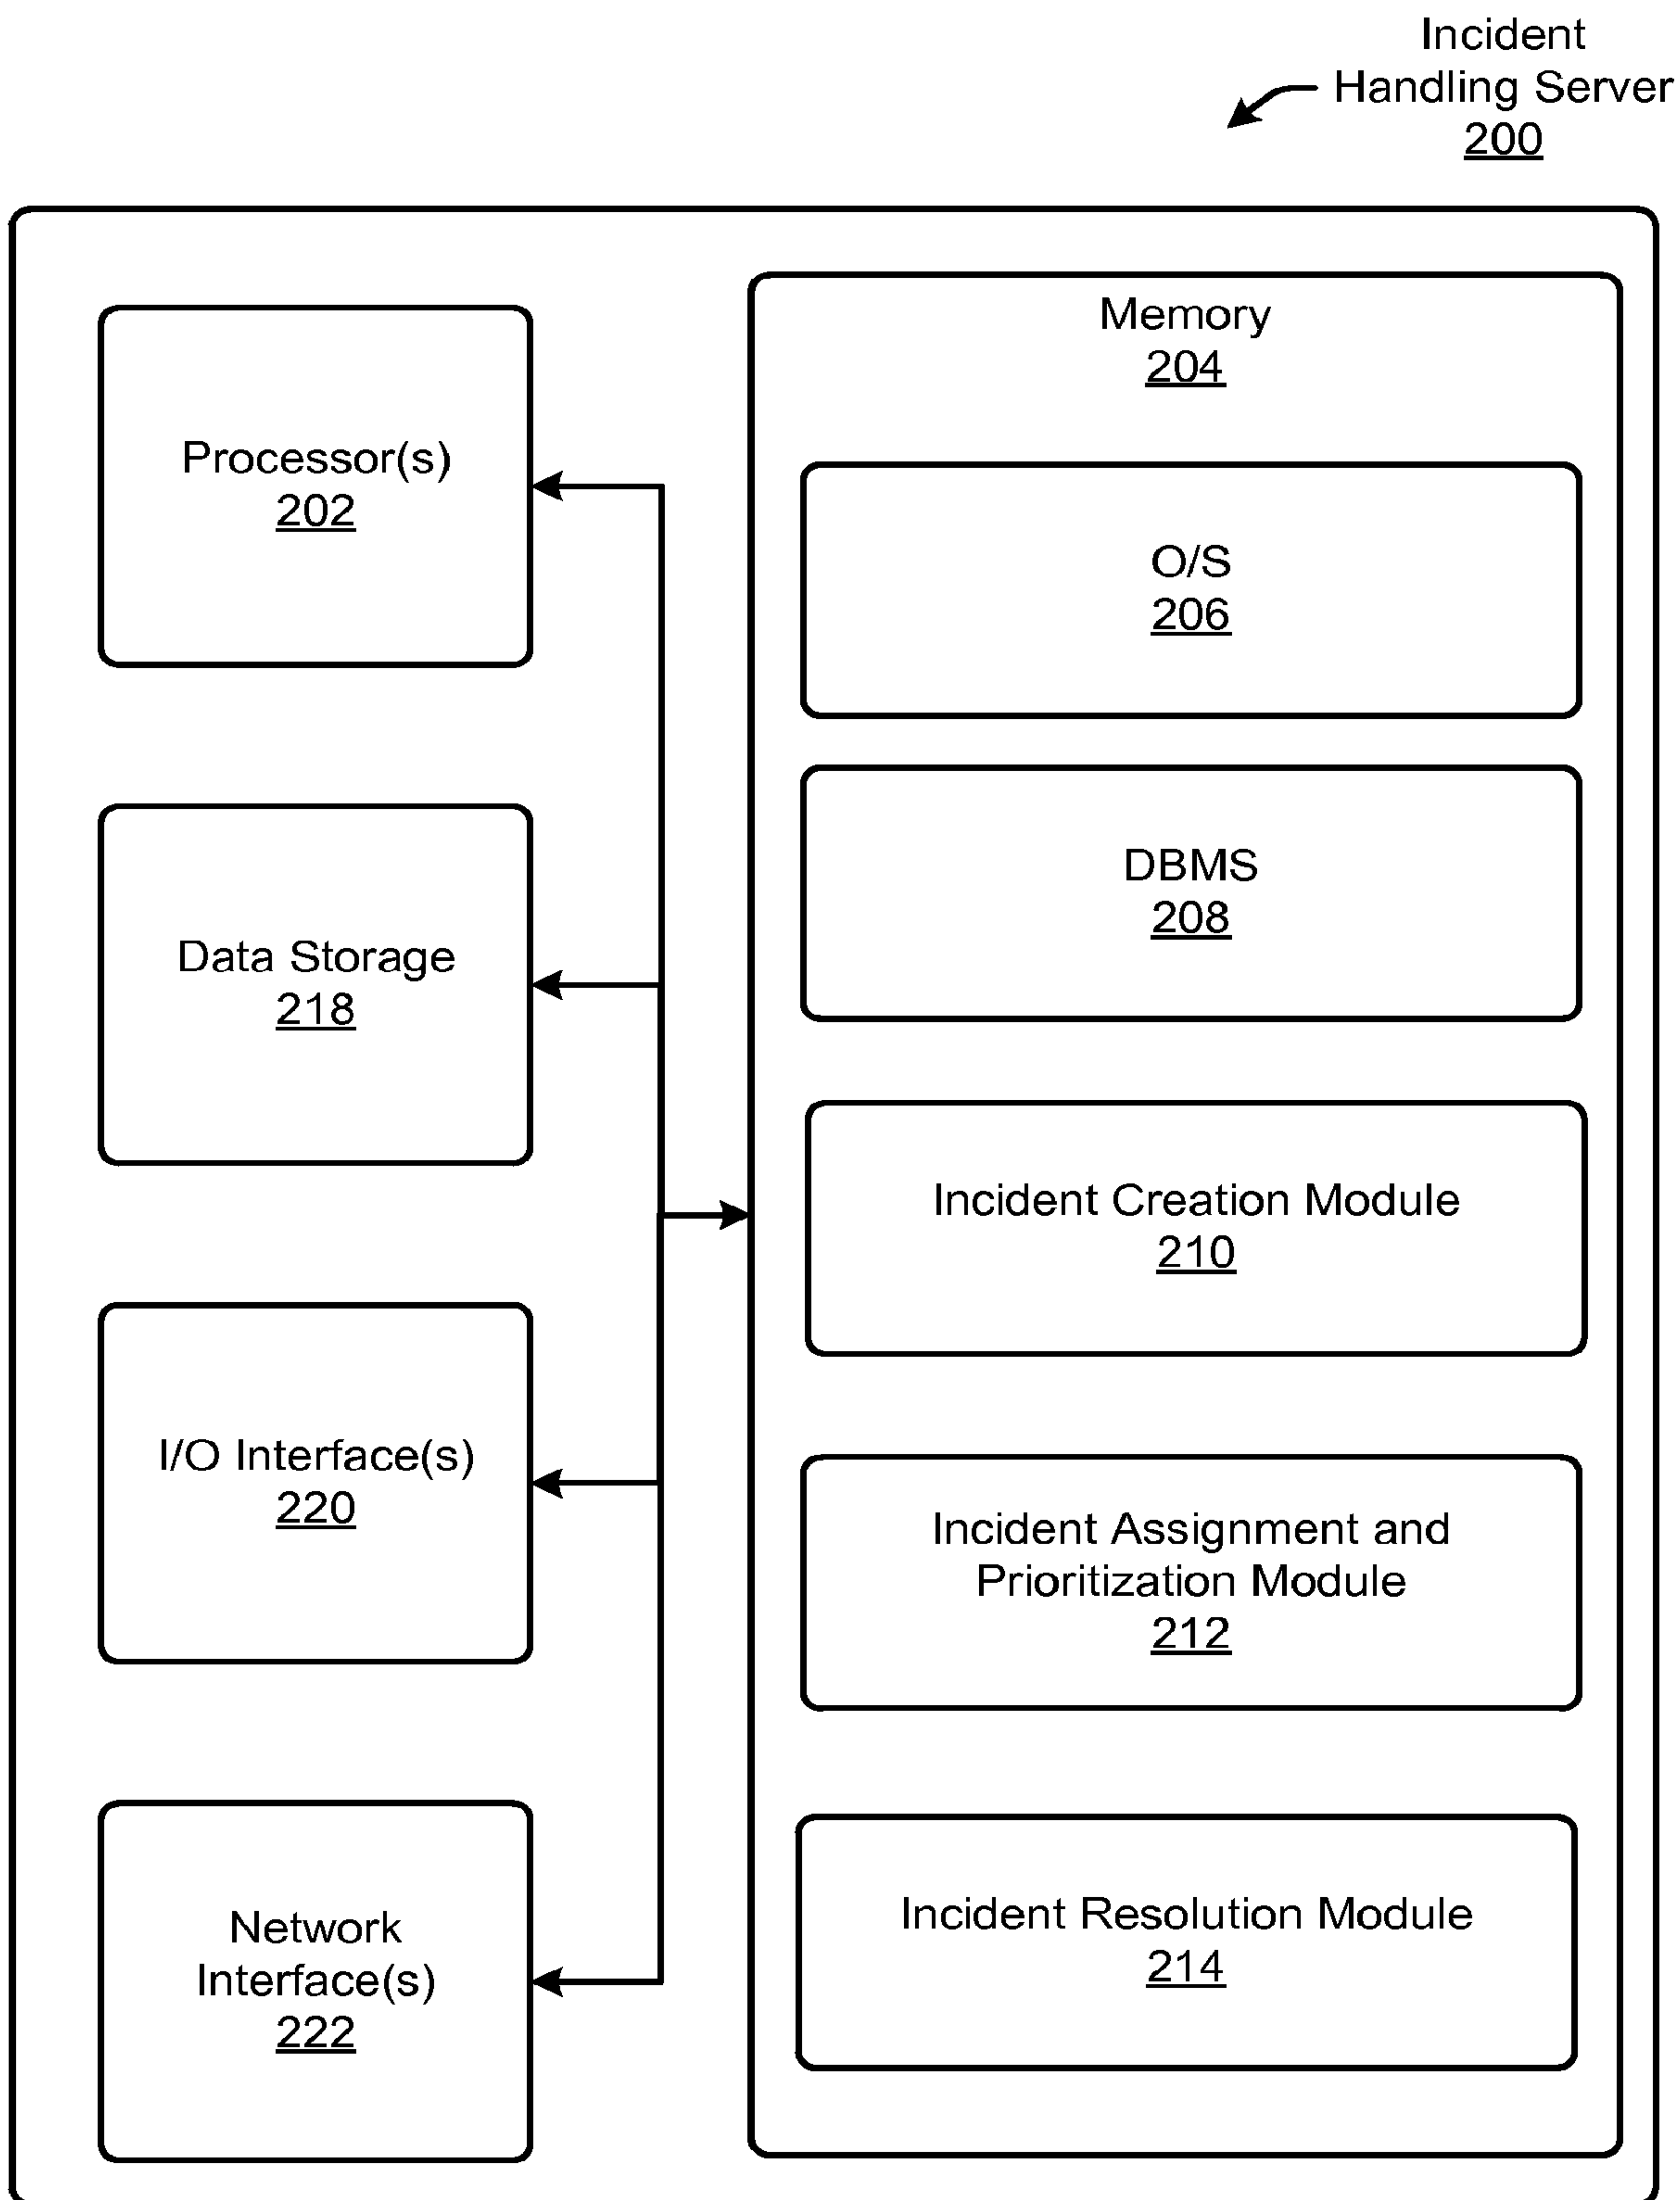 Incident
Handling Server
200
Processor(s)
202
Data Storage
218
I/O Interface(s)
220
Network
Interface(s)
222
Memory
204
O/S
206
DBMS
208
Incident Creation Module
210
Incident Assignment and
Prioritization Module
212
Incident Resolution Module
214